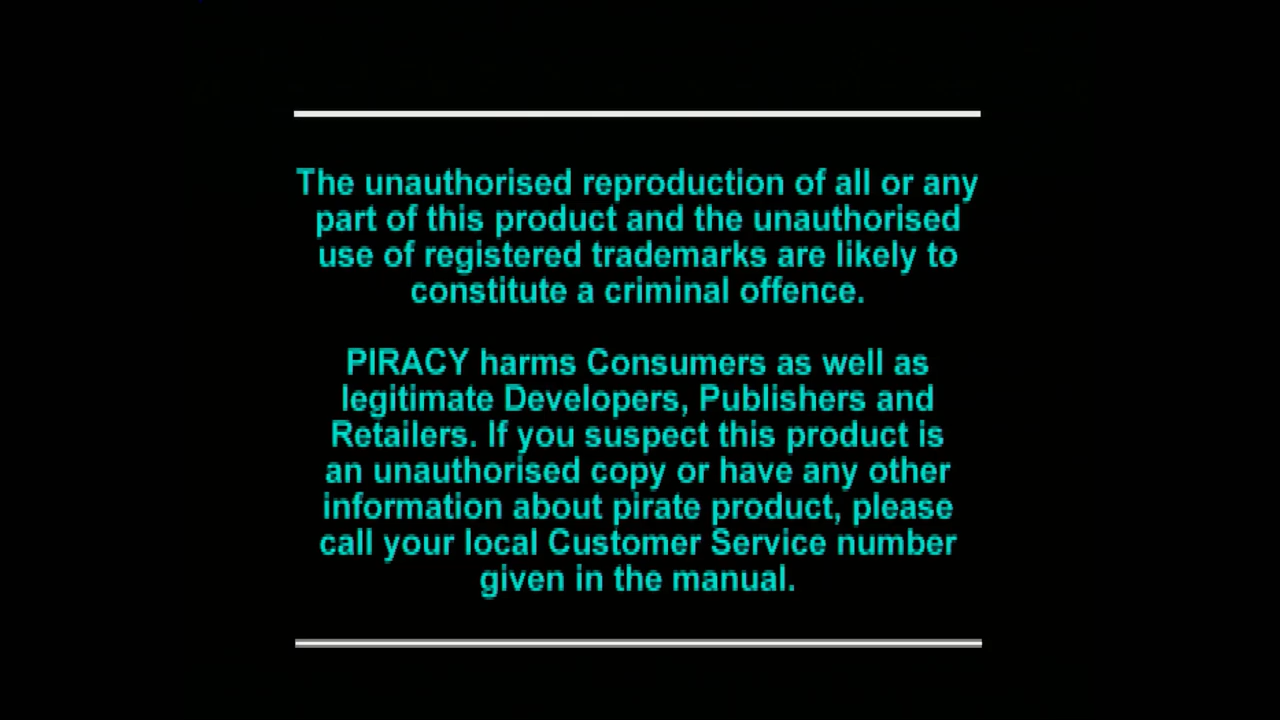 The unauthorised reproduction of all or any
part of this product and the unauthorised
use of registered trademarks are likely to
constitute a criminal offence.
PIRACY harms Consumers as well as
legitimate Developers, Publishers and
Retailers. If you suspect this product is
an unauthorised copy or have any other
information about pirate product, please
call your local Customer Service number
given in the manual.